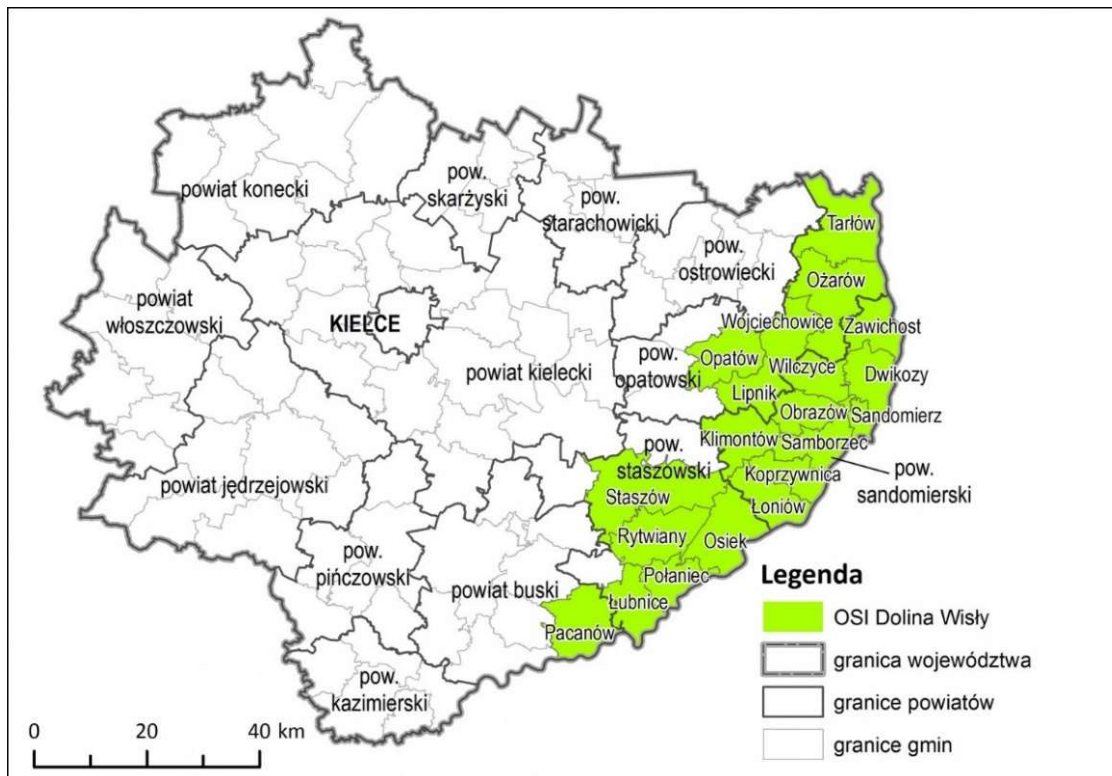 powiat konecki
pow.
skarżyski
pow.
starachowicki
pow.
ostrowiecki
Tarłów
Ożarów
powiat
włoszczowski
KIELCE
Wojciechowice
Zawichost
powiat kielecki
pow.
opatowski
Opatów
Wilczyce
Dwikozy
Lipnik
Obrazów
Sandomierz
Klimontów
Samborzec
pow.
staszowski
Koprzywnica
pow.
sandomierski
powiat jędrzejowski
Staszów
Łoniów
Rytwiany
Osiek
pow.
pińczowski
powiat buski
Połaniec
Łubnice
Pacanów
pow.
kazimierski
Legenda
OSI Dolina Wisły
granica województwa
granice powiatów
granice gmin
0 20 40 km